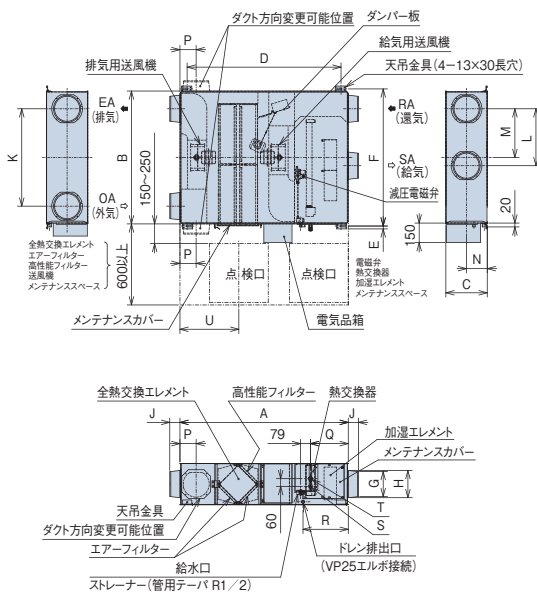 ダクト方向変更可能位置
ダンパー板
P
D
給気用送風機
排気用送風機
天吊金具(4−13×30長穴)
EA
(排気)
RA
(還気)
K
B
F
M
L
SA
(給気)
OA
(外気)
150〜250
減圧電磁弁
20
150
E
N
C
全熱交換エレメント
エアーフィルター
高性能フィルター
送風機
メンテナンススペース
600以上
P
点検口
点検口
電磁弁
熱交換器
加湿エレメント
メンテナンススペース
メンテナンスカバー
U
電気品箱
全熱交換エレメント
高性能フィルター
熱交換器
J
A
J
P
79
Q
加湿エレメント
メンテナンスカバー
G
H
天吊金具
ダクト方向変更可能位置
60
T
S
R
エアーフィルター
給水口
ドレン排出口
(VP25エルボ接続)
ストレーナー(管用テーパ R1/2)